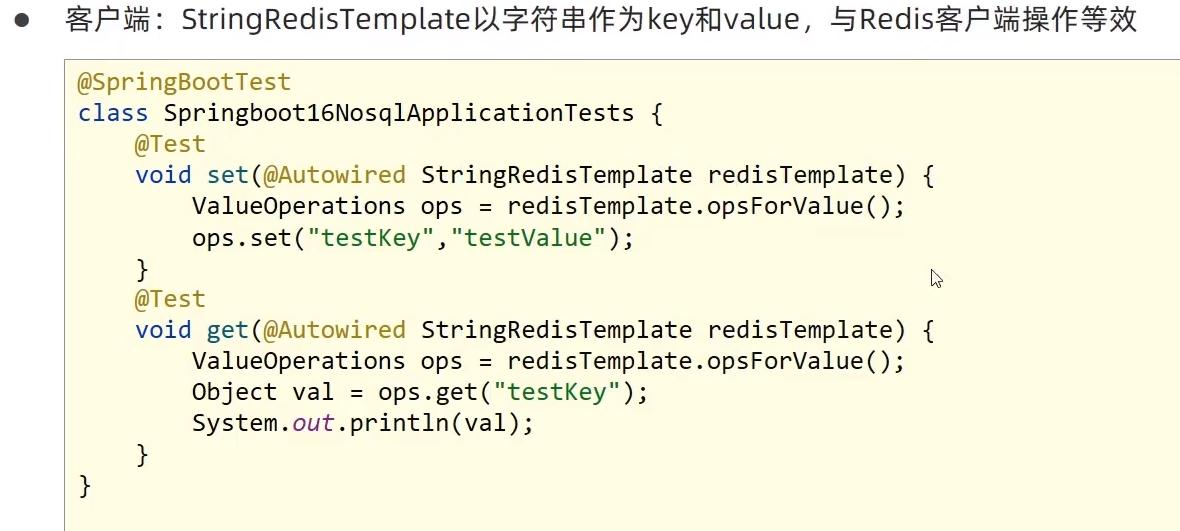 ● 客户端：StringRedisTemplate以字符串作为key和value，与Redis客户端操作等效
@SpringBootTest
class Springboot16NosqlApplicationTests {
    @Test
    void set(@Autowired StringRedisTemplate redisTemplate) {
        ValueOperations ops = redisTemplate.opsForValue();
        ops.set("testKey","testValue");
    }
    @Test
    void get(@Autowired StringRedisTemplate redisTemplate) {
        ValueOperations ops = redisTemplate.opsForValue();
        Object val = ops.get("testKey");
        System.out.println(val);
    }
}